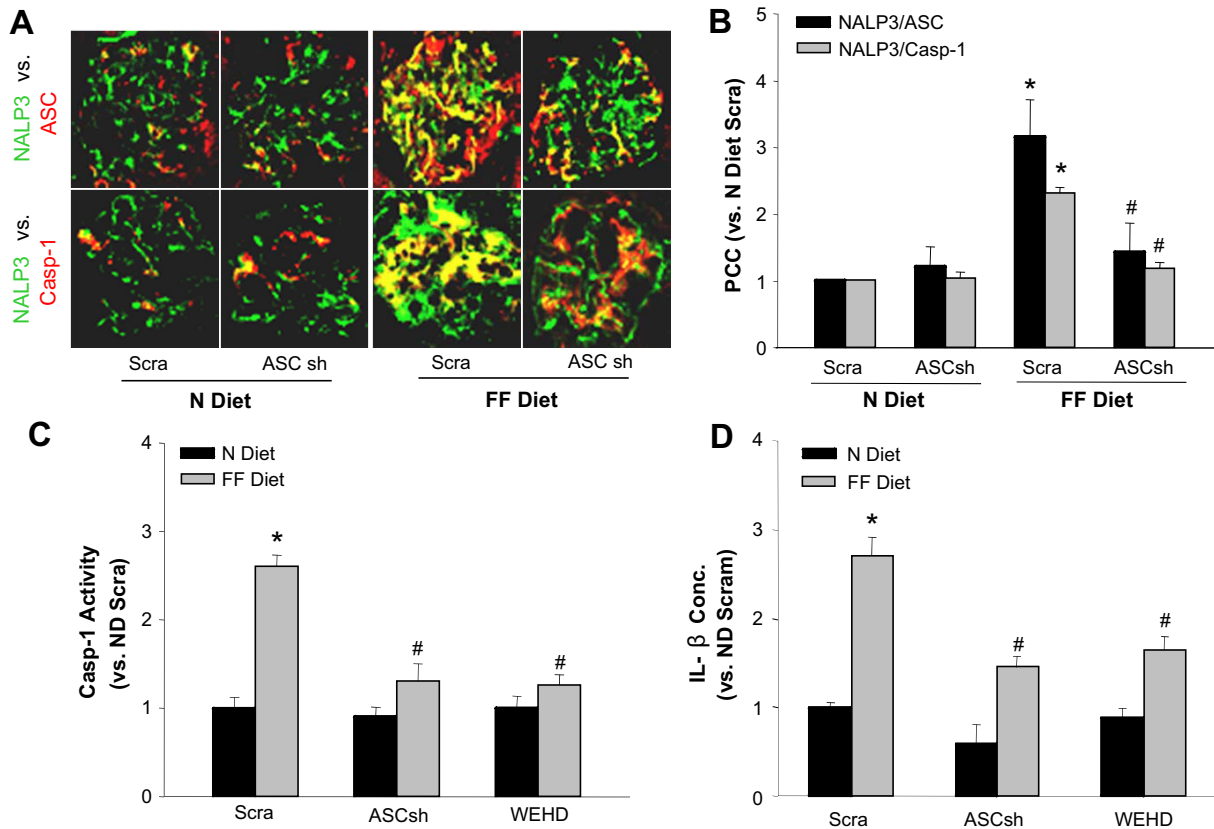 A
NALP3 vs.
ASC
NALP3 vs.
Casp-1
Scra
ASC sh
Scra
ASC sh
N Diet
FF Diet
B
NALP3/ASC
NALP3/Casp-1
PCC (vs. N Diet Scra)
5
4
3
2
1
0
*
*
#
#
Scra
ASCsh
Scra
ASCsh
N Diet
FF Diet
C
N Diet
FF Diet
Casp-1 Activity
(vs. ND Scra)
4
3
2
1
0
*
#
#
Scra
ASCsh
WEHD
D
N Diet
FF Diet
IL- β Conc.
(vs. ND Scram)
4
3
2
1
0
*
#
#
Scra
ASCsh
WEHD